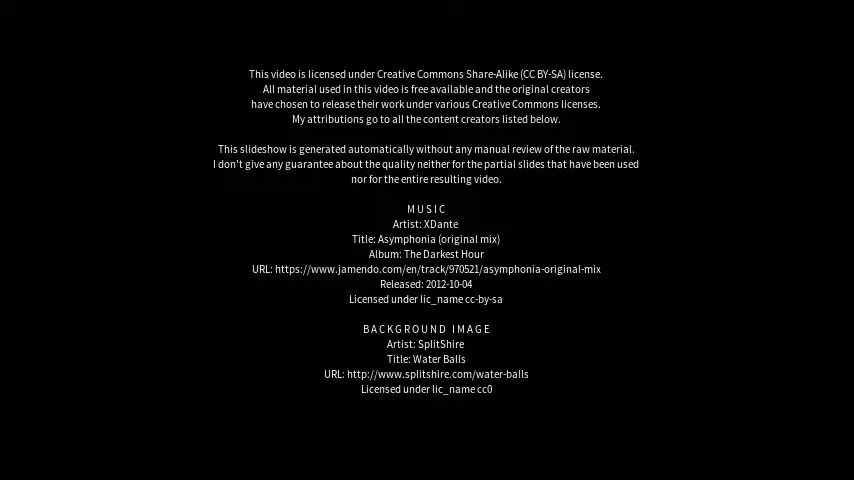 This video is licensed under Creative Commons Share-Alike (CC BY-SA) license.
All material used in this video is free available and the original creators
have chosen to release their work under various Creative Commons licenses.
My attributions go to all the content creators listed below.
This slideshow is generated automatically without any manual review of the raw material.
I don't give any guarantee about the quality neither for the partial slides that have been used
nor for the entire resulting video.
MUSIC
Artist: XDante
Title: Asymphonia (original mix)
Album: The Darkest Hour
URL: https://www.jamendo.com/en/track/970521/asymphonia-original-mix
Released: 2012-10-04
Licensed under lic_name cc-by-sa
BACKGROUND IMAGE
Artist: SplitShire
Title: Water Balls
URL: http://www.splitshire.com/water-balls
Licensed under lic_name cc0